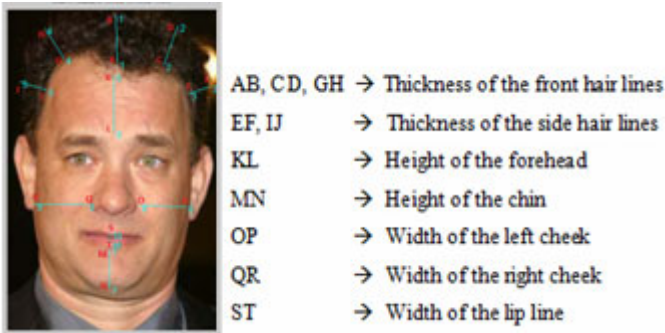 AB, CD, GH → Thickness of the front hair lines
EF, IJ → Thickness of the side hair lines
KL → Height of the forehead
MN → Height of the chin
OP → Width of the left cheek
QR → Width of the right cheek
ST → Width of the lip line